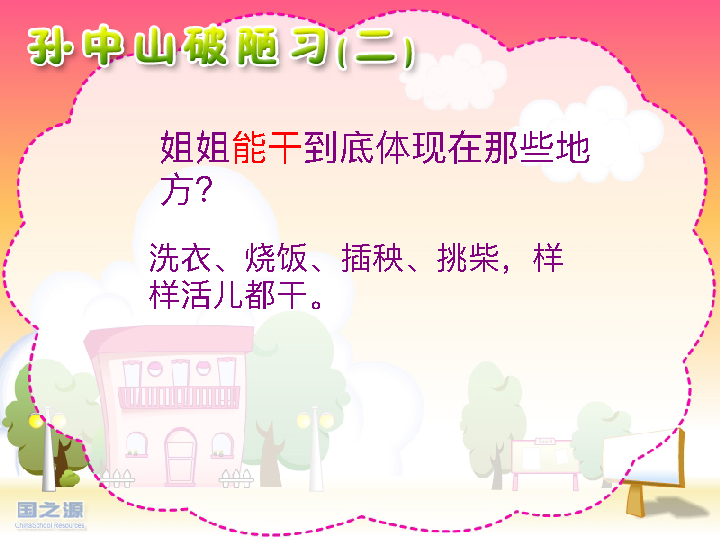 孙中山破陋习(二)
姐姐能干到底体现在那些地
方?
洗衣、烧饭、插秧、挑柴，样
样活儿都干。
国之源
China School Resources